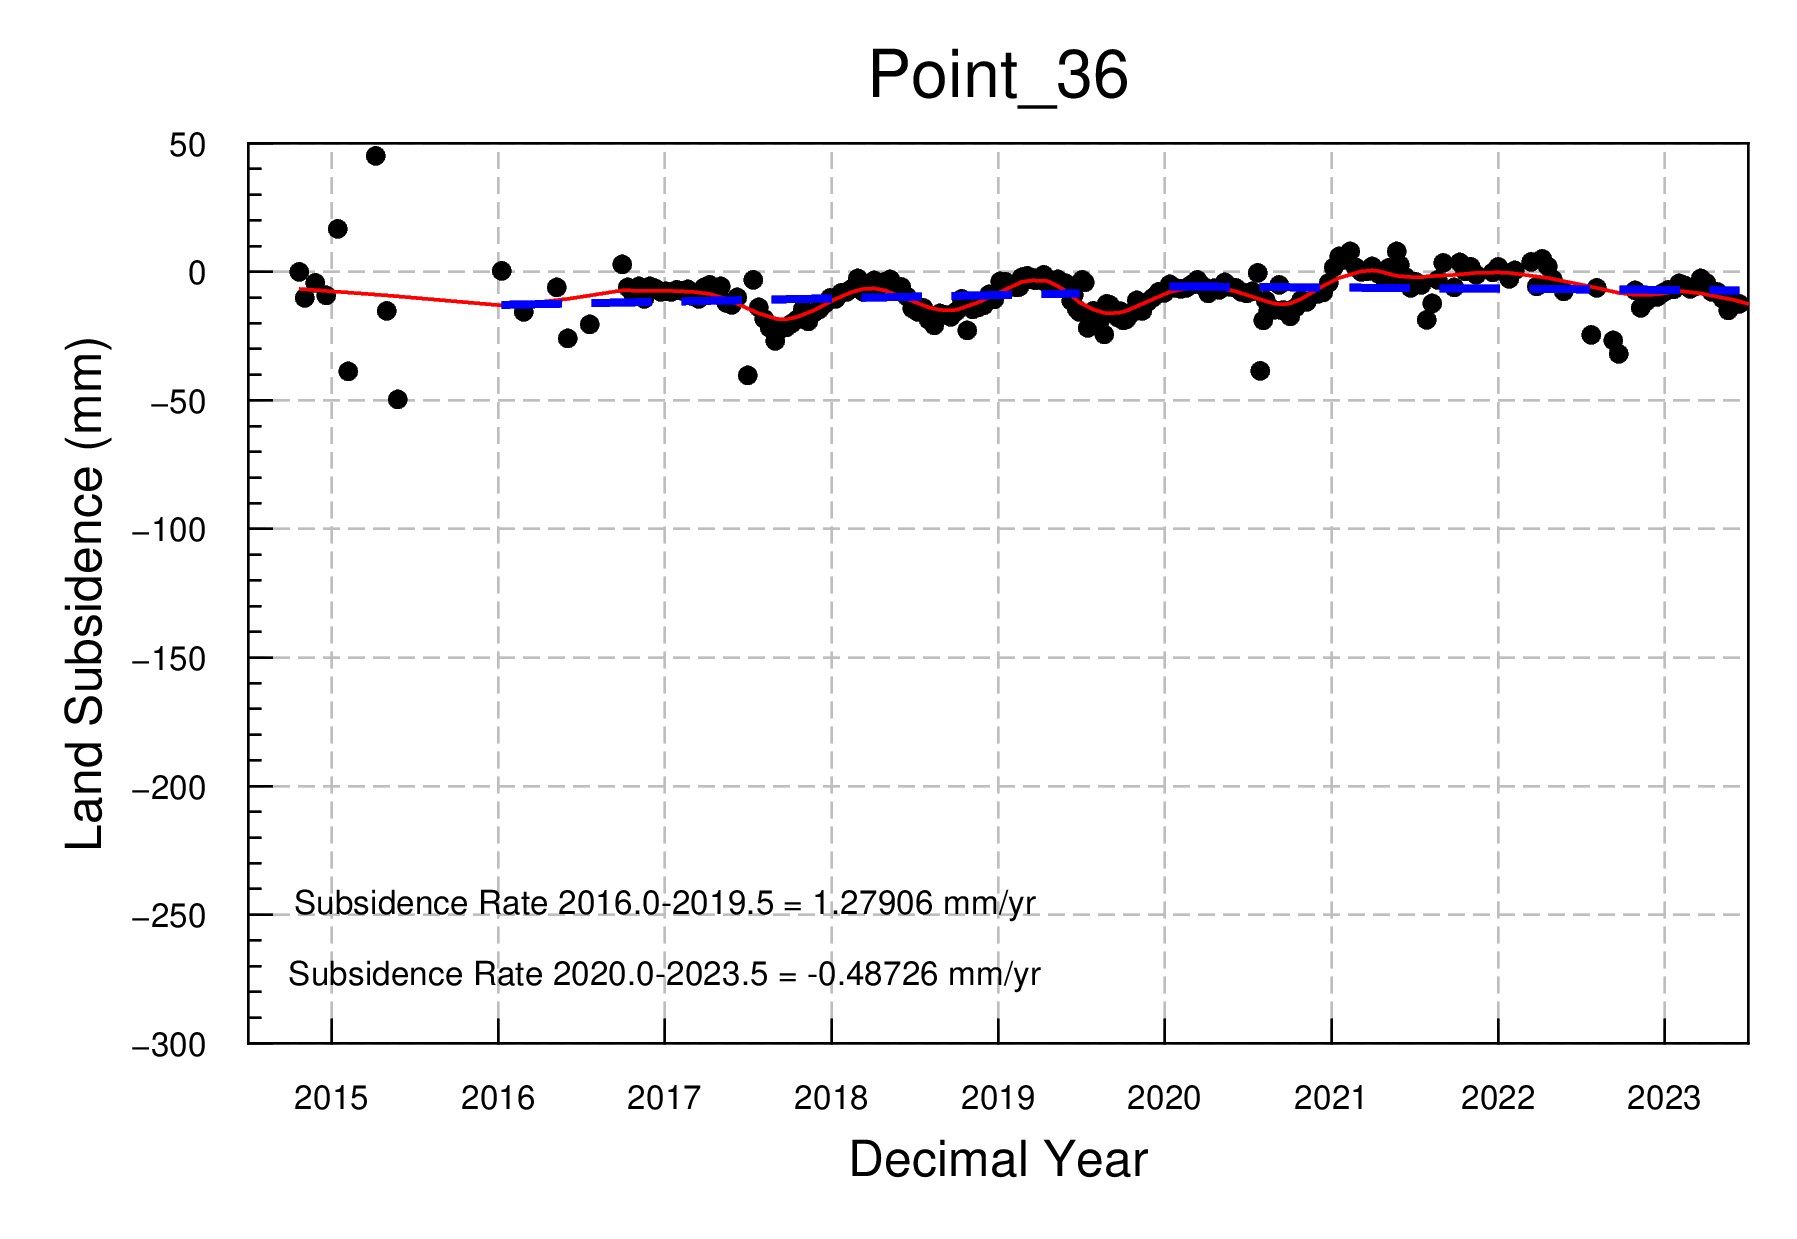 Point_36
50
0
−50
−100
−150
−200
−250
−300
Land Subsidence (mm)
Subsidence Rate 2016.0-2019.5 = 1.27906 mm/yr
Subsidence Rate 2020.0-2023.5 = -0.48726 mm/yr
2015 2016 2017 2018 2019 2020 2021 2022 2023
Decimal Year